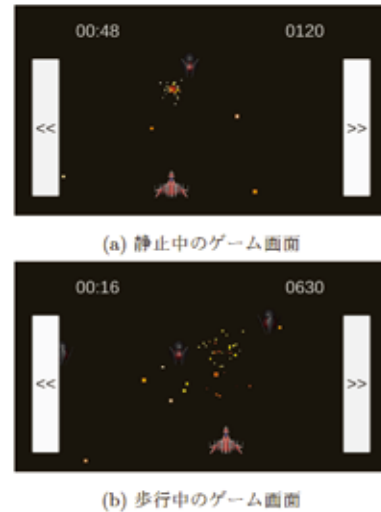 00:48 0120
<< >>
(a) 静止中のゲーム画面
00:16 0630
<< >>
(b) 歩行中のゲーム画面